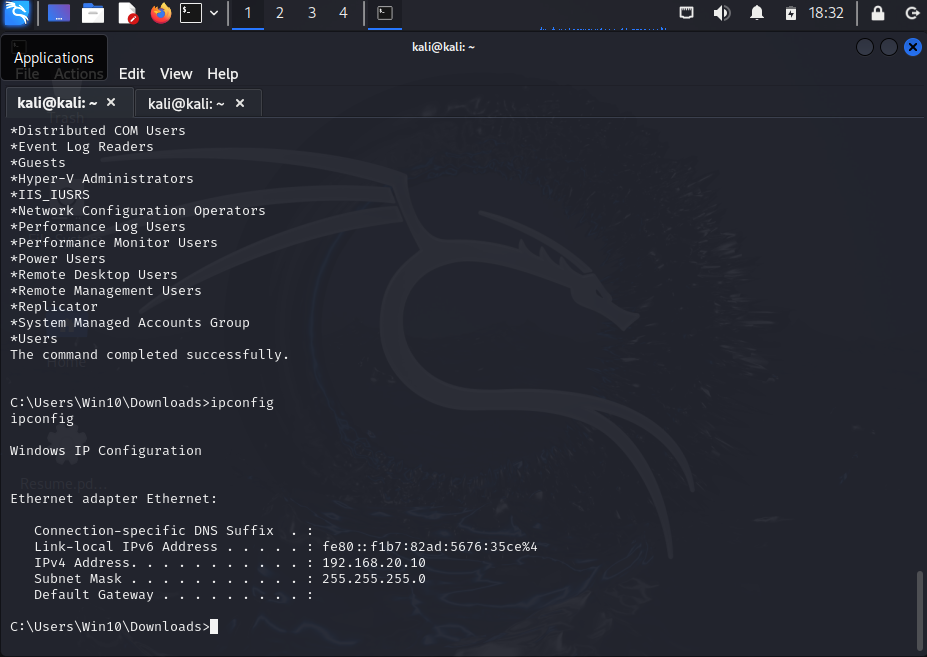 1 2 3 4 18:32
kali@kali: ~
Applications
File Actions Edit View Help
kali@kali: ~ × kali@kali: ~ ×
Trash
*Distributed COM Users
*Event Log Readers
*Guests
*Hyper-V Administrators
*IIS_IUSRS
*Network Configuration Operators
*Performance Log Users
*Performance Monitor Users
*Power Users
*Remote Desktop Users
*Remote Management Users
*Replicator
*System Managed Accounts Group
*Users
The command completed successfully.
Home
C:\Users\Win10\Downloads>ipconfig
ipconfig
Windows IP Configuration
Resume.pd...
Ethernet adapter Ethernet:
Connection-specific DNS Suffix  . :
Link-local IPv6 Address . . . . . : fe80::f1b7:82ad:5676:35ce%4
IPv4 Address. . . . . . . . . . . : 192.168.20.10
Subnet Mask . . . . . . . . . . . : 255.255.255.0
Default Gateway . . . . . . . . . :
C:\Users\Win10\Downloads>